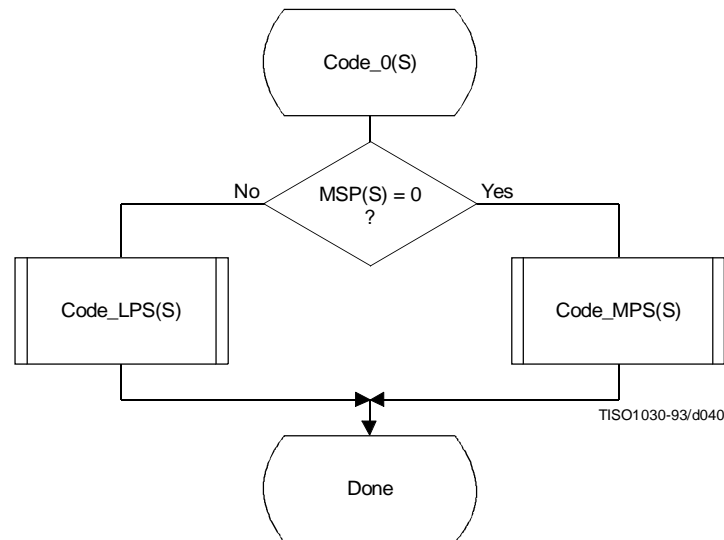 Code_0(S)
No
MSP(S) = 0
?
Yes
Code_LPS(S)
Code_MPS(S)
TISO1030-93/d040
Done